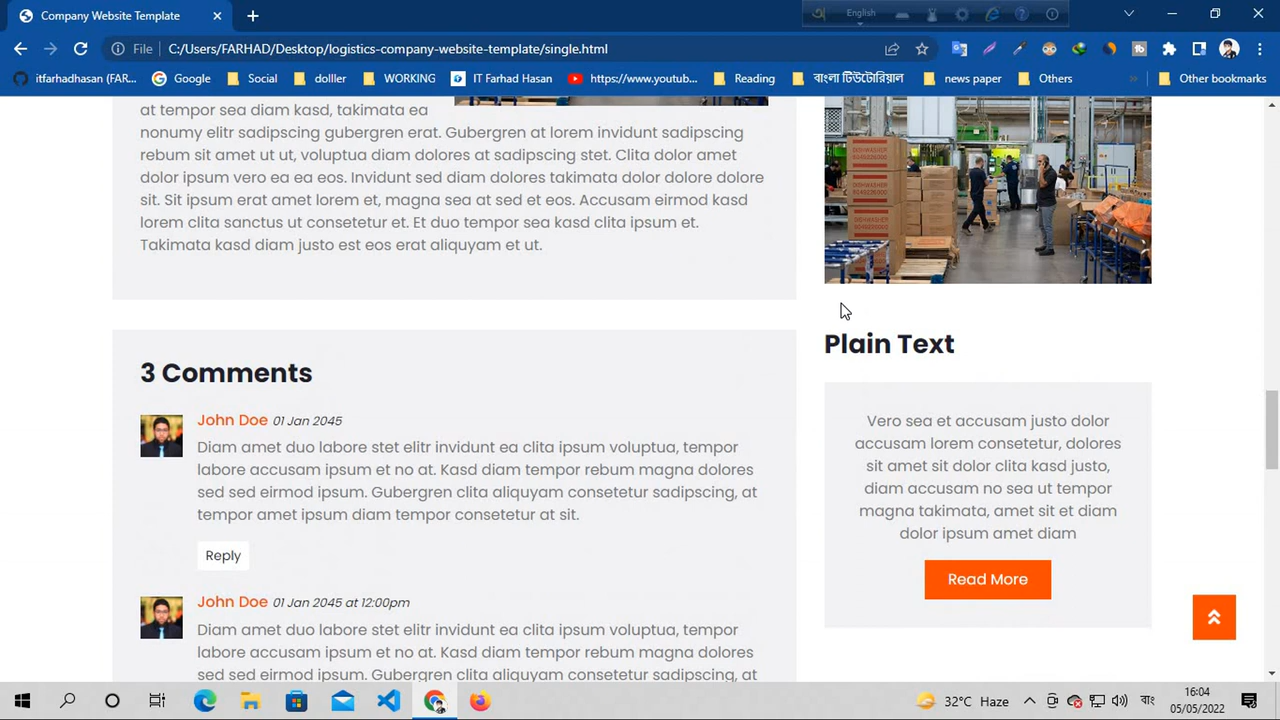 Company Website Template
English
File
C:/Users/FARHAD/Desktop/logistics-company-website-template/single.html
itfarhadhasan (FAR...
Google
Social
dolller
WORKING
IT Farhad Hasan
https://www.youtub...
Reading
বাংলা টিউটোরিয়াল
news paper
Others
»
Other bookmarks
at tempor sea diam kasd, takimata ea
nonumy elitr sadipscing gubergren erat. Gubergren at lorem invidunt sadipscing
rebum sit amet ut ut, voluptua diam dolores at sadipscing stet. Clita dolor amet
dolor ipsum vero ea ea eos. Invidunt sed diam dolores takimata dolor dolore dolore
sit. Sit ipsum erat amet lorem et, magna sea at sed et eos. Accusam eirmod kasd
lorem clita sanctus ut consetetur et. Et duo tempor sea kasd clita ipsum et.
Takimata kasd diam justo est eos erat aliquyam et ut.
3 Comments
John Doe 01 Jan 2045
Diam amet duo labore stet elitr invidunt ea clita ipsum voluptua, tempor
labore accusam ipsum et no at. Kasd diam tempor rebum magna dolores
sed sed eirmod ipsum. Gubergren clita aliquyam consetetur sadipscing, at
tempor amet ipsum diam tempor consetetur at sit.
Reply
John Doe 01 Jan 2045 at 12:00pm
Diam amet duo labore stet elitr invidunt ea clita ipsum voluptua, tempor
labore accusam ipsum et no at. Kasd diam tempor rebum magna dolores
sed sed eirmod ipsum. Gubergren clita aliquyam consetetur sadipscing, at
Plain Text
Vero sea et accusam justo dolor
accusam lorem consetetur, dolores
sit amet sit dolor clita kasd justo,
diam accusam no sea ut tempor
magna takimata, amet sit et diam
dolor ipsum amet diam
Read More
32°C Haze
বাং
16:04
05/05/2022